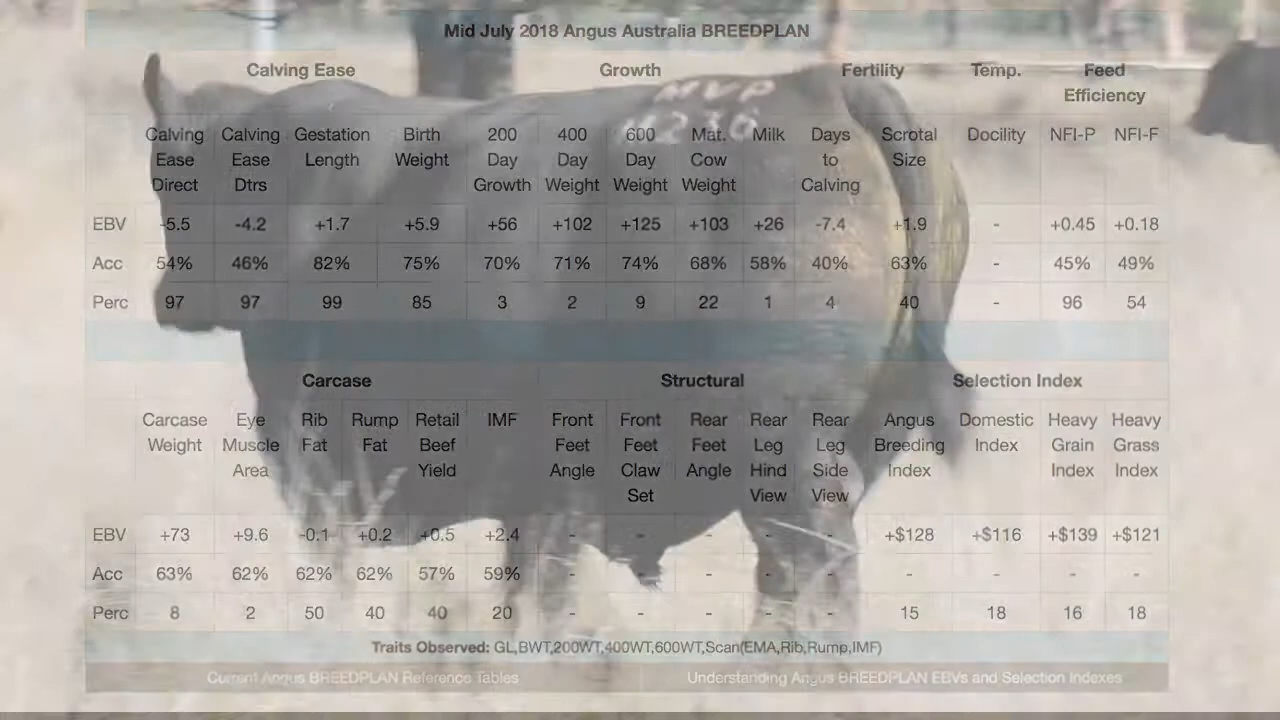 Mid July 2018 Angus Australia BREEDPLAN
Calving Ease Growth Fertility Temp. Feed Efficiency
Calving Ease Direct Calving Ease Dtrs Gestation Length Birth Weight 200 Day Growth 400 Day Weight 600 Day Weight Mat. Cow Weight Milk Days to Calving Scrotal Size Docility NFI-P NFI-F
EBV -5.5 -4.2 +1.7 +5.9 +56 +102 +125 +103 +26 -7.4 +1.9 - +0.45 +0.18
Acc 54% 46% 82% 75% 70% 71% 74% 68% 58% 40% 63% - 45% 49%
Perc 97 97 99 85 3 2 9 22 1 4 40 - 96 54
Carcase Structural Selection Index
Carcase Weight Eye Muscle Area Rib Fat Rump Fat Retail Beef Yield IMF Front Feet Angle Front Feet Claw Set Rear Feet Angle Rear Leg Hind View Rear Leg Side View Angus Breeding Index Domestic Index Heavy Grain Index Heavy Grass Index
EBV +73 +9.6 -0.1 +0.2 +0.5 +2.4 - - - - - +$128 +$116 +$139 +$121
Acc 63% 62% 62% 62% 57% 59% - - - - - - - - -
Perc 8 2 50 40 40 20 - - - - - 15 18 16 18
Traits Observed: GL,BWT,200WT,400WT,600WT,Scan(EMA,Rib,Rump,IMF)
Current Angus BREEDPLAN Reference Tables Understanding Angus BREEDPLAN EBVs and Selection Indexes
MVP